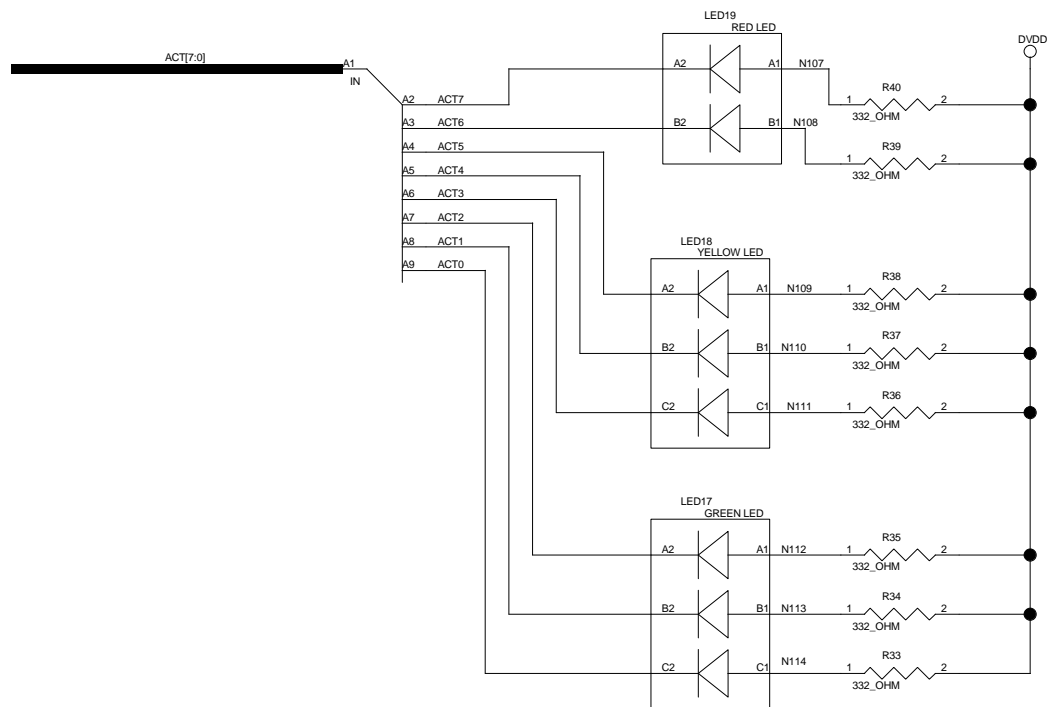 LED19
RED LED
DVDD
ACT[7:0]
A1
IN
A2 A1 N107
R40
1 2
332_OHM
A2 ACT7
A3 ACT6
B2 B1 N108
R39
1 2
332_OHM
A4 ACT5
A5 ACT4
A6 ACT3
A7 ACT2
A8 ACT1
A9 ACT0
LED18
YELLOW LED
A2 A1 N109
R38
1 2
332_OHM
B2 B1 N110
R37
1 2
332_OHM
C2 C1 N111
R36
1 2
332_OHM
LED17
GREEN LED
A2 A1 N112
R35
1 2
332_OHM
B2 B1 N113
R34
1 2
332_OHM
C2 C1 N114
R33
1 2
332_OHM